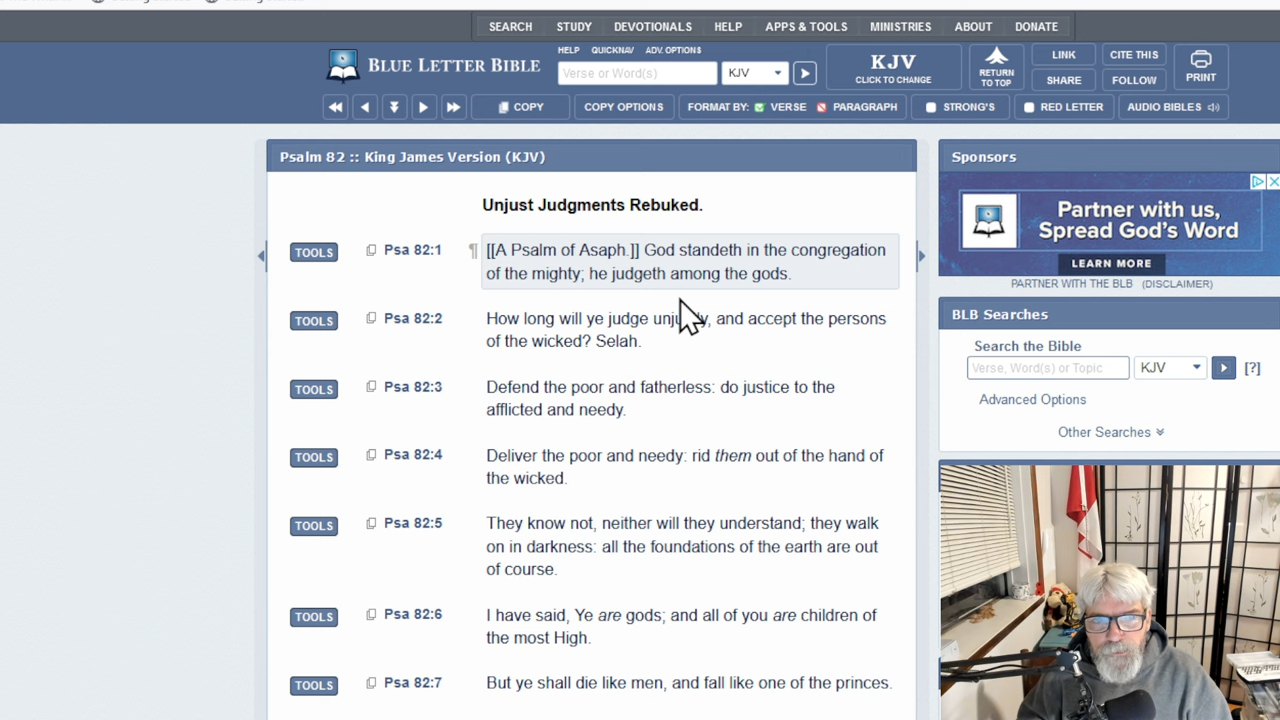 SEARCH STUDY DEVOTIONALS HELP APPS & TOOLS MINISTRIES ABOUT DONATE
BLUE LETTER BIBLE
HELP QUICKNAV ADV. OPTIONS
Verse or Word(s) KJV
KJV
CLICK TO CHANGE
RETURN
TO TOP
LINK CITE THIS
SHARE FOLLOW
PRINT
COPY COPY OPTIONS FORMAT BY: VERSE PARAGRAPH STRONG'S RED LETTER AUDIO BIBLES
Psalm 82 :: King James Version (KJV)
Unjust Judgments Rebuked.
TOOLS Psa 82:1 ¶ [[A Psalm of Asaph.]] God standeth in the congregation
of the mighty; he judgeth among the gods.
TOOLS Psa 82:2 How long will ye judge unjustly, and accept the persons
of the wicked? Selah.
TOOLS Psa 82:3 Defend the poor and fatherless: do justice to the
afflicted and needy.
TOOLS Psa 82:4 Deliver the poor and needy: rid them out of the hand of
the wicked.
TOOLS Psa 82:5 They know not, neither will they understand; they walk
on in darkness: all the foundations of the earth are out
of course.
TOOLS Psa 82:6 I have said, Ye are gods; and all of you are children of
the most High.
TOOLS Psa 82:7 But ye shall die like men, and fall like one of the princes.
Sponsors
Partner with us,
Spread God's Word
LEARN MORE
PARTNER WITH THE BLB (DISCLAIMER)
BLB Searches
Search the Bible
Verse, Word(s) or Topic KJV [?]
Advanced Options
Other Searches